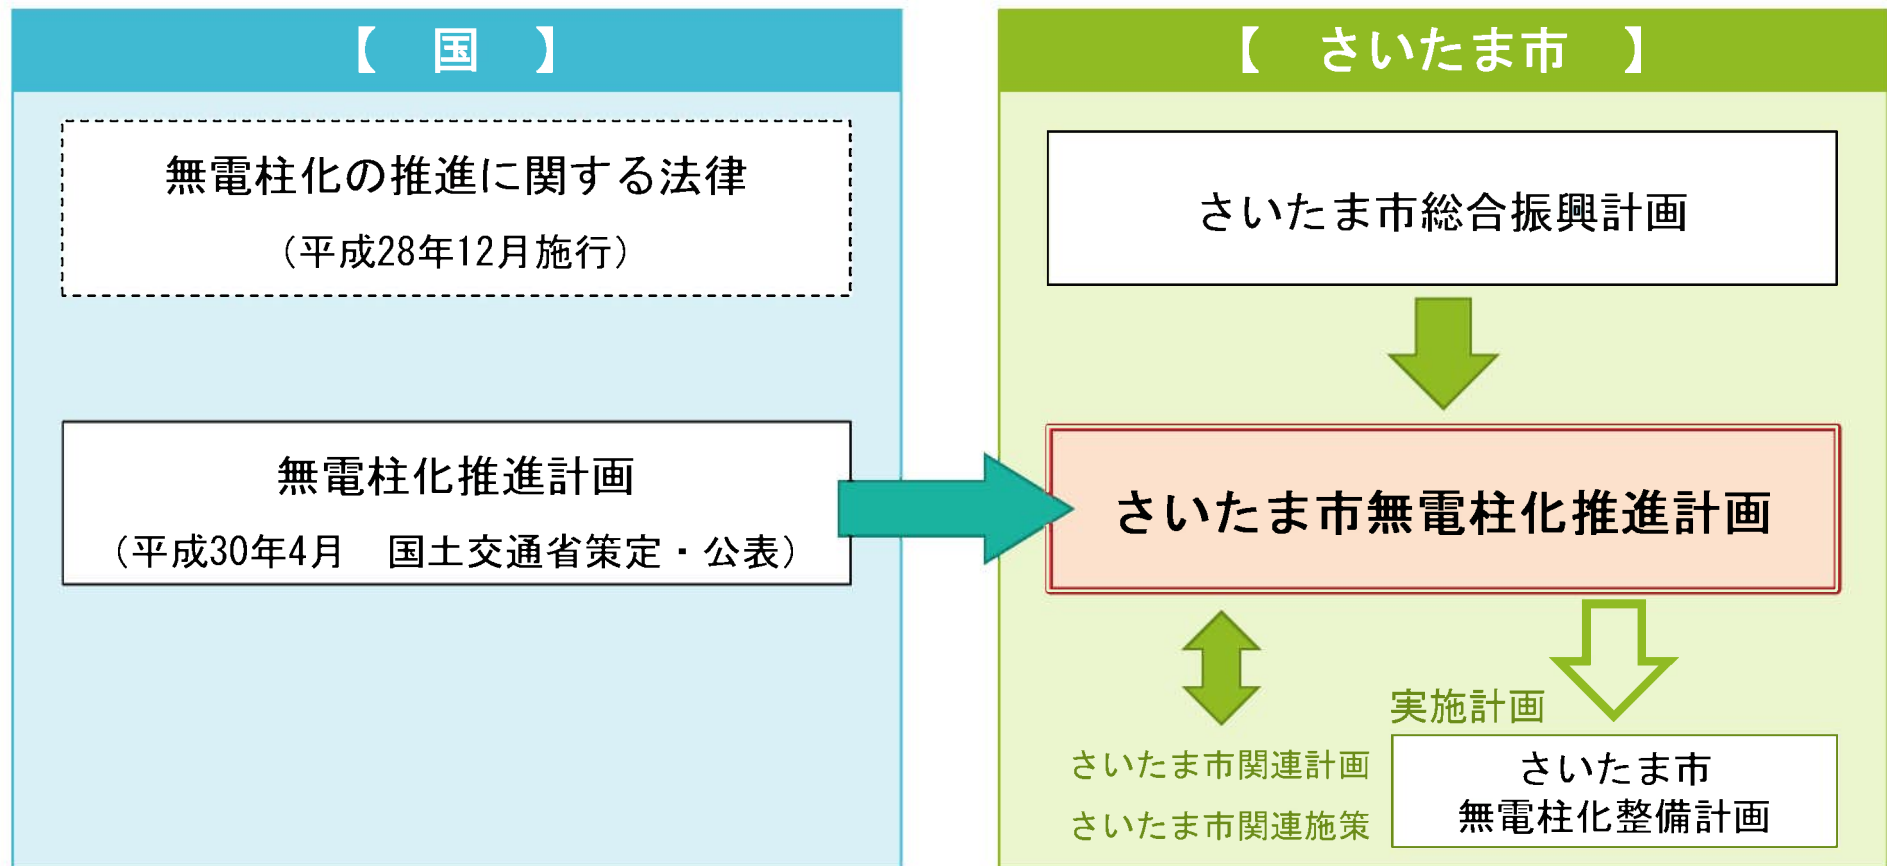 【　国　】
無電柱化の推進に関する法律
（平成28年12月施行）
無電柱化推進計画
（平成30年4月　国土交通省策定・公表）
【　さいたま市　】
さいたま市総合振興計画
さいたま市無電柱化推進計画
さいたま市関連計画
さいたま市関連施策
実施計画
さいたま市
無電柱化整備計画